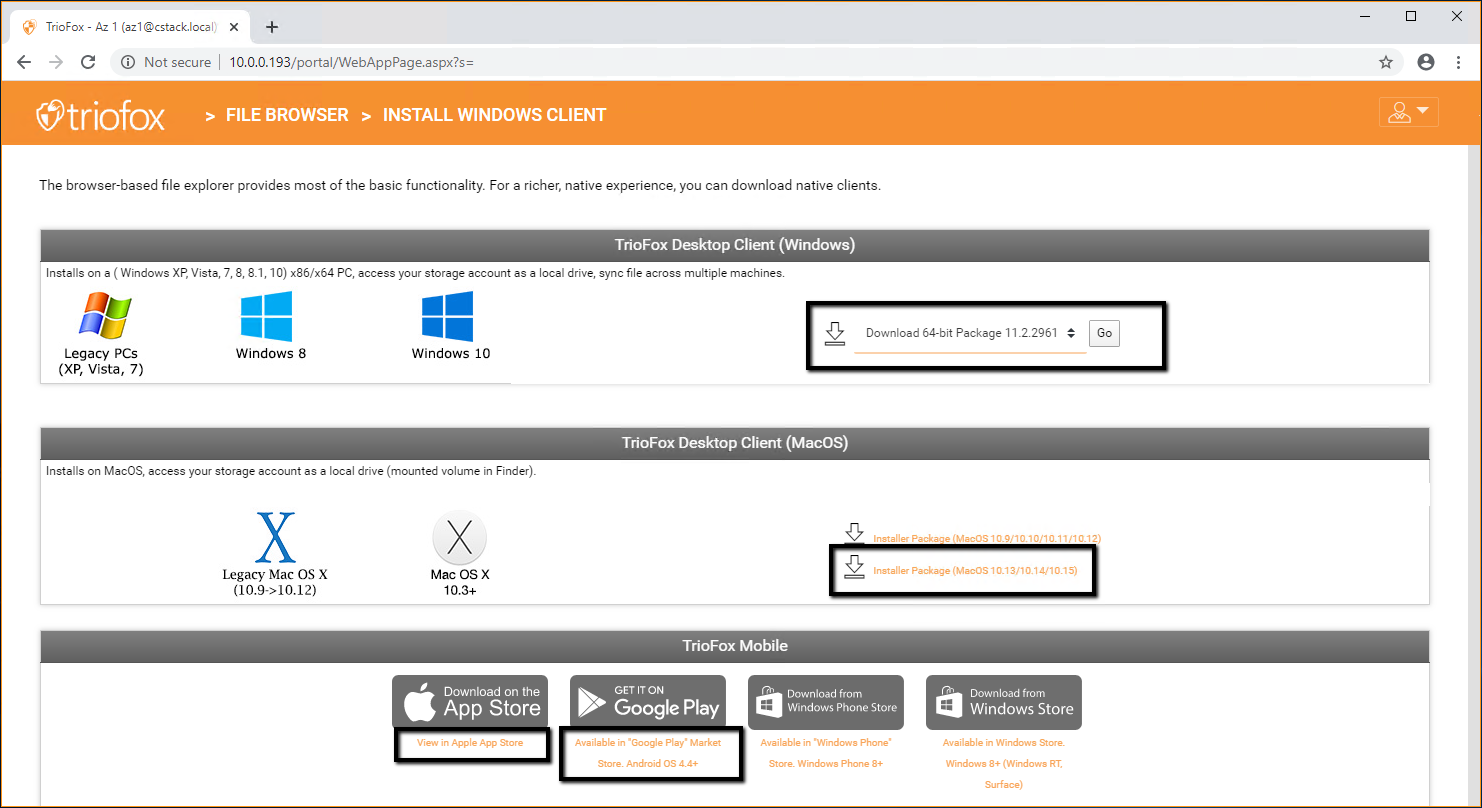 TrioFox - Az 1 (az1@cstack.local)
Not secure | 10.0.0.193/portal/WebAppPage.aspx?s=
triofox > FILE BROWSER > INSTALL WINDOWS CLIENT
The browser-based file explorer provides most of the basic functionality. For a richer, native experience, you can download native clients.
TrioFox Desktop Client (Windows)
Installs on a ( Windows XP, Vista, 7, 8, 8.1, 10) x86/x64 PC, access your storage account as a local drive, sync file across multiple machines.
Legacy PCs
(XP, Vista, 7)
Windows 8
Windows 10
Download 64-bit Package 11.2.2961
Go
TrioFox Desktop Client (MacOS)
Installs on MacOS, access your storage account as a local drive (mounted volume in Finder).
Legacy Mac OS X
(10.9->10.12)
Mac OS X
10.3+
Installer Package (MacOS 10.9/10.10/10.11/10.12)
Installer Package (MacOS 10.13/10.14/10.15)
TrioFox Mobile
Download on the
App Store
View in Apple App Store
GET IT ON
Google Play
Available in "Google Play" Market
Store. Android OS 4.4+
Download from
Windows Phone Store
Available in "Windows Phone"
Store. Windows Phone 8+
Download from
Windows Store
Available in Windows Store.
Windows 8+ (Windows RT,
Surface)